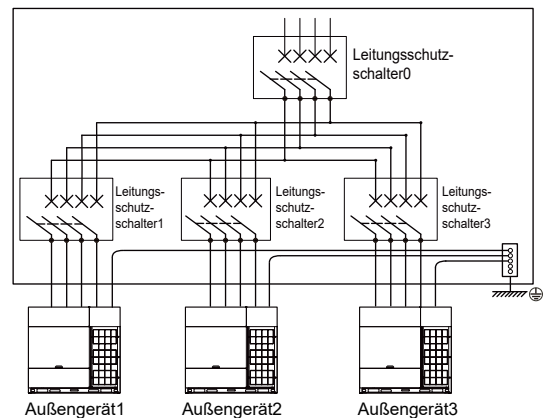 Leitungsschutz-
schalter0
Leitungs-
schutz-
schalter1
Leitungs-
schutz-
schalter2
Leitungs-
schutz-
schalter3
Außengerät1
Außengerät2
Außengerät3